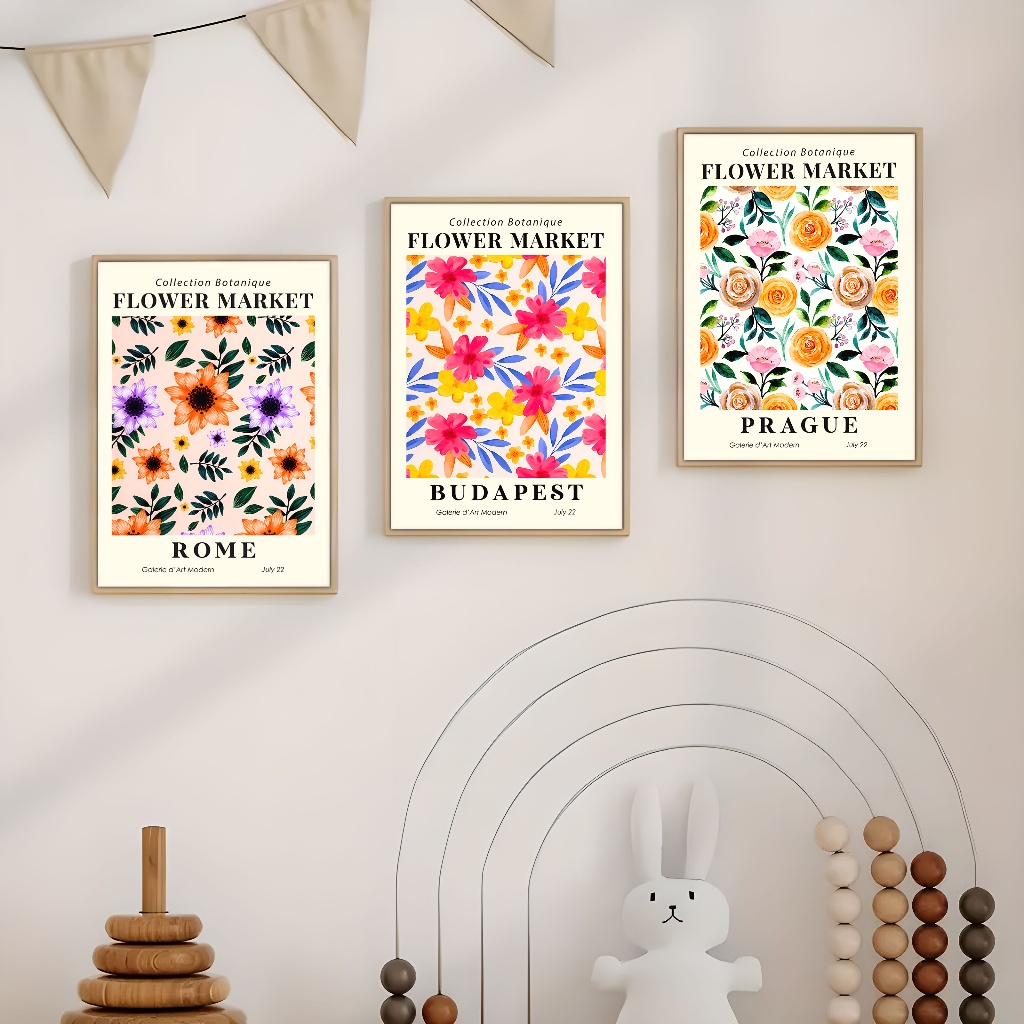 Collection Botanique
FLOWER MARKET
ROME
Galerie d'Art Modern July 22
Collection Botanique
FLOWER MARKET
BUDAPEST
Galerie d'Art Modern July 22
Collection Botanique
FLOWER MARKET
PRAGUE
Galerie d'Art Modern July 22